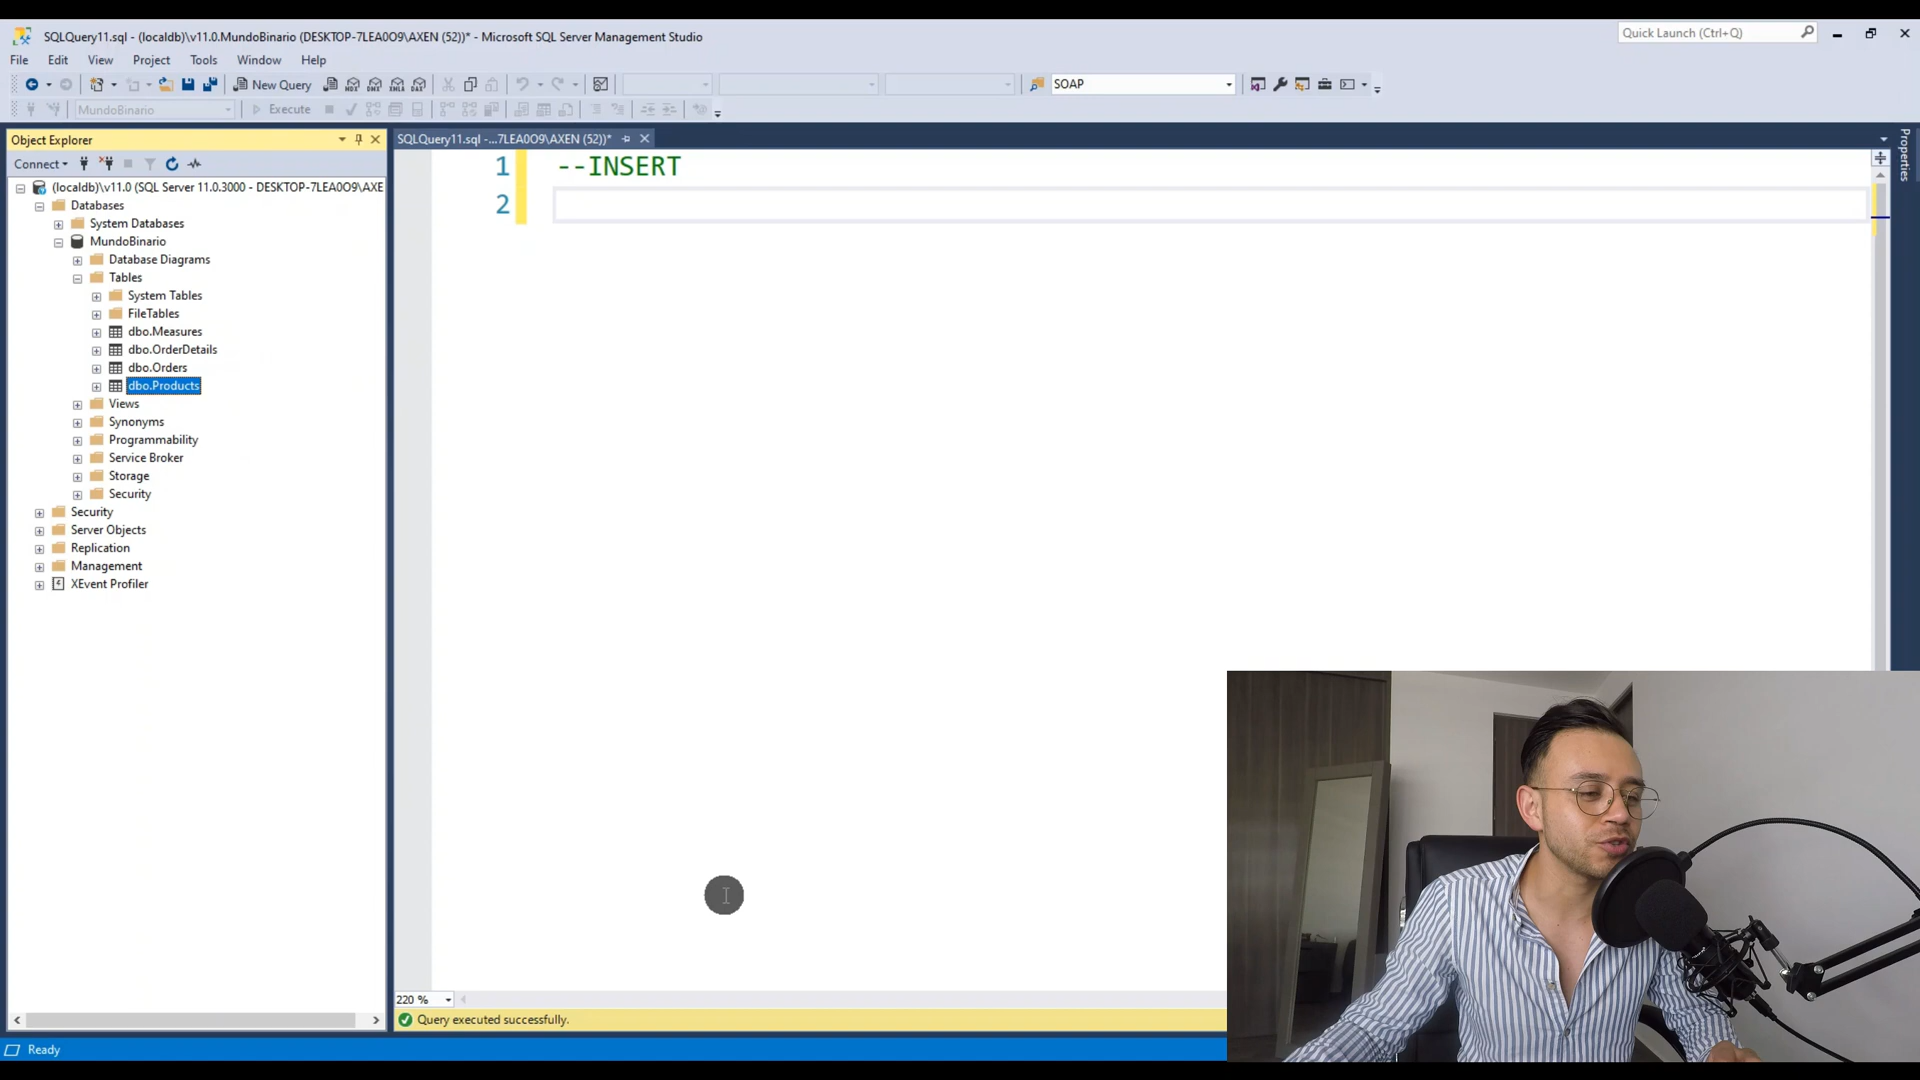 SQLQuery11.sql - (localdb)\v11.0.MundoBinario (DESKTOP-7LEA0O9\AXEN (52))* - Microsoft SQL Server Management Studio
Quick Launch (Ctrl+Q)
File Edit View Project Tools Window Help
New Query
SOAP
MundoBinario
Execute
Object Explorer
SQLQuery11.sql -...7LEA0O9\AXEN (52))*
Properties
Connect
1 --INSERT
2
(localdb)\v11.0 (SQL Server 11.0.3000 - DESKTOP-7LEA0O9\AXE
Databases
System Databases
MundoBinario
Database Diagrams
Tables
System Tables
FileTables
dbo.Measures
dbo.OrderDetails
dbo.Orders
dbo.Products
Views
Synonyms
Programmability
Service Broker
Storage
Security
Security
Server Objects
Replication
Management
XEvent Profiler
220 %
Query executed successfully.
Ready